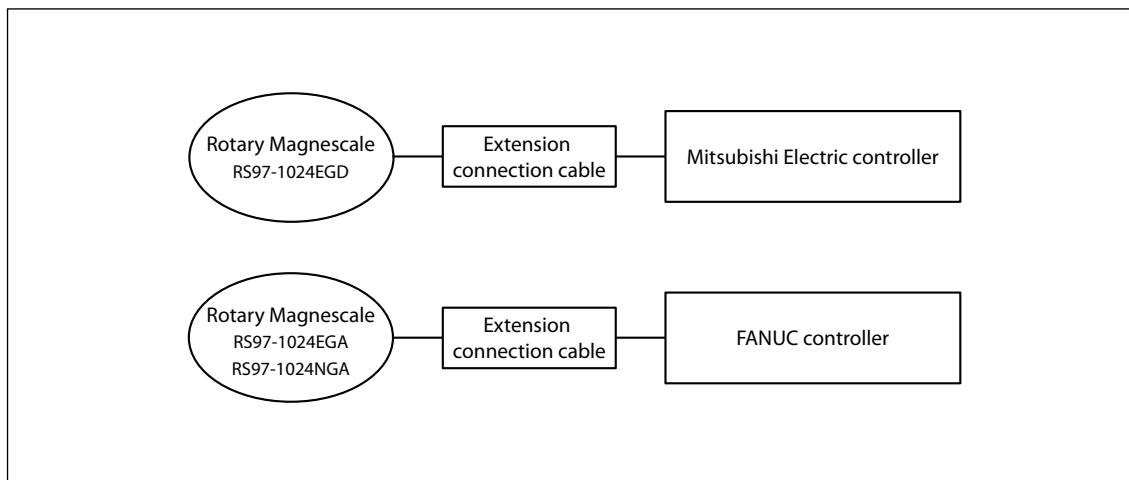 Rotary Magnescale
RS97-1024EGD
Extension
connection cable
Mitsubishi Electric controller
Rotary Magnescale
RS97-1024EGA
RS97-1024NGA
Extension
connection cable
FANUC controller